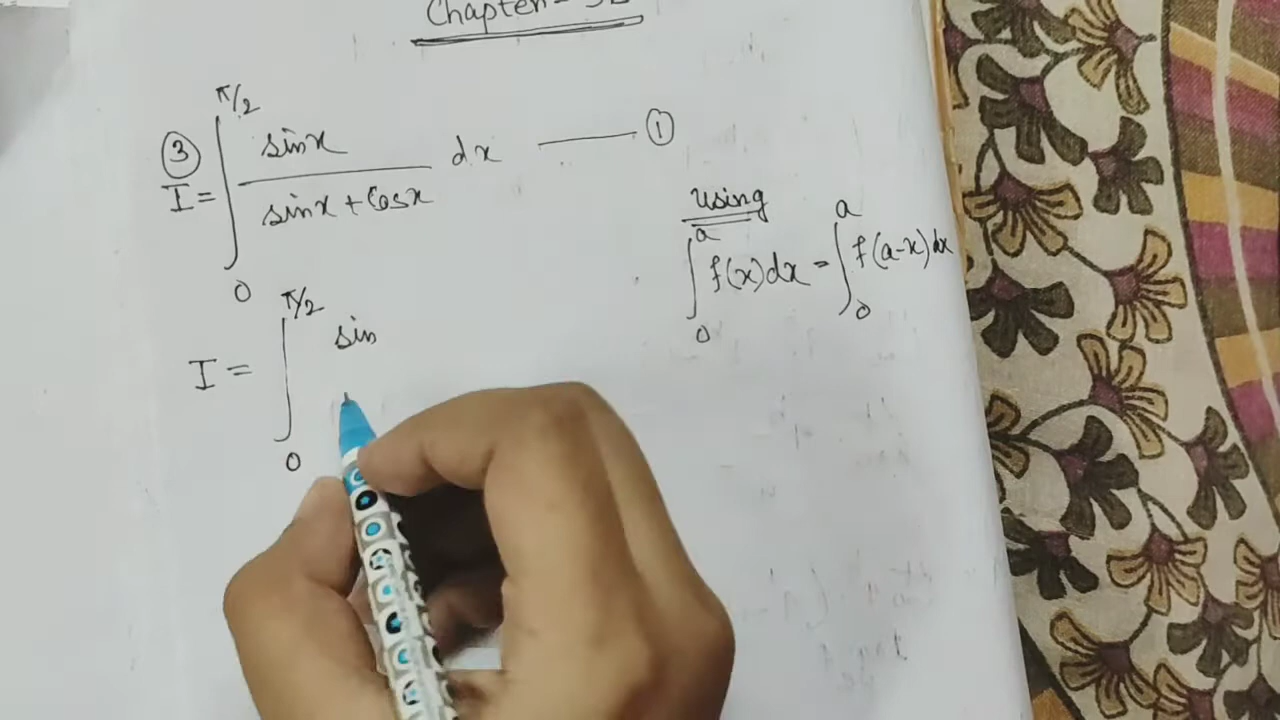 Chapter-
③ I = ∫₀^(π/2) sinx / (sinx + Cosx) dx ——— ①
Using
∫₀^a f(x)dx = ∫₀^a f(a-x)dx
I = ∫₀^(π/2) sin